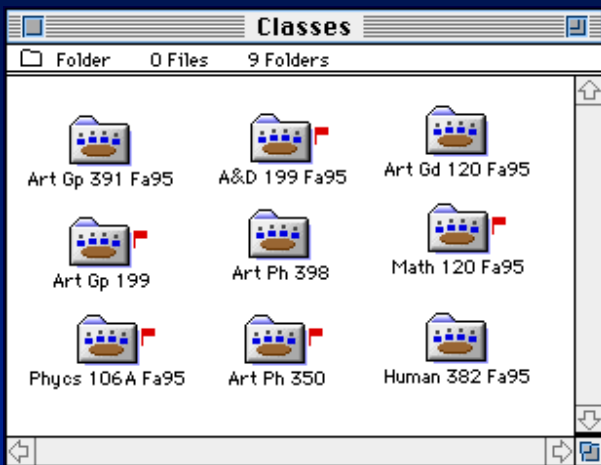 Classes
Folder 0 Files 9 Folders
Art Gp 391 Fa95
A&D 199 Fa95
Art Gd 120 Fa95
Art Gp 199
Art Ph 398
Math 120 Fa95
Phycs 106A Fa95
Art Ph 350
Human 382 Fa95